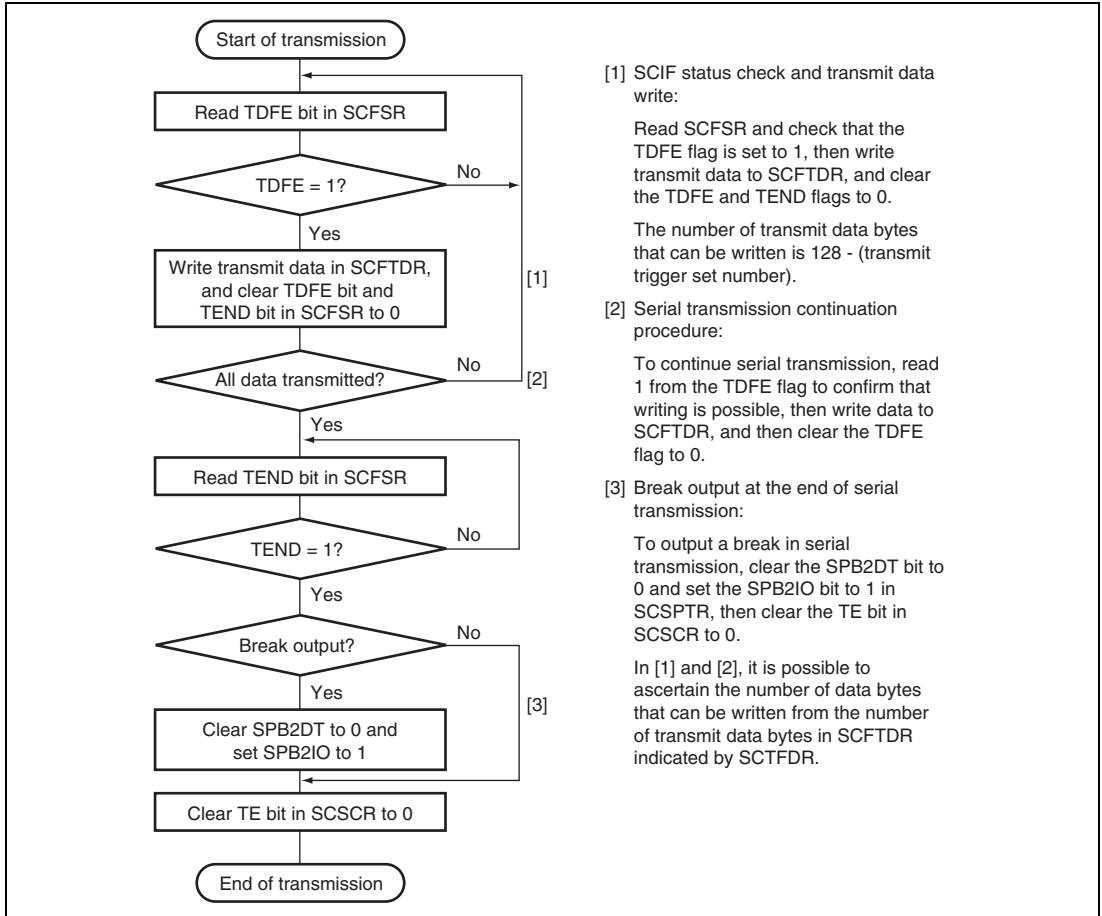 Start of transmission
Read TDFE bit in SCFSR
TDFE = 1?
No
Yes
Write transmit data in SCFTDR,
and clear TDFE bit and
TEND bit in SCFSR to 0
[1]
All data transmitted?
No
[2]
Yes
Read TEND bit in SCFSR
TEND = 1?
No
Yes
Break output?
No
Yes
[3]
Clear SPB2DT to 0 and
set SPB2IO to 1
Clear TE bit in SCSCR to 0
End of transmission
[1] SCIF status check and transmit data
write:
Read SCFSR and check that the
TDFE flag is set to 1, then write
transmit data to SCFTDR, and clear
the TDFE and TEND flags to 0.
The number of transmit data bytes
that can be written is 128 - (transmit
trigger set number).
[2] Serial transmission continuation
procedure:
To continue serial transmission, read
1 from the TDFE flag to confirm that
writing is possible, then write data to
SCFTDR, and then clear the TDFE
flag to 0.
[3] Break output at the end of serial
transmission:
To output a break in serial
transmission, clear the SPB2DT bit to
0 and set the SPB2IO bit to 1 in
SCSPTR, then clear the TE bit in
SCSCR to 0.
In [1] and [2], it is possible to
ascertain the number of data bytes
that can be written from the number
of transmit data bytes in SCFTDR
indicated by SCTFDR.